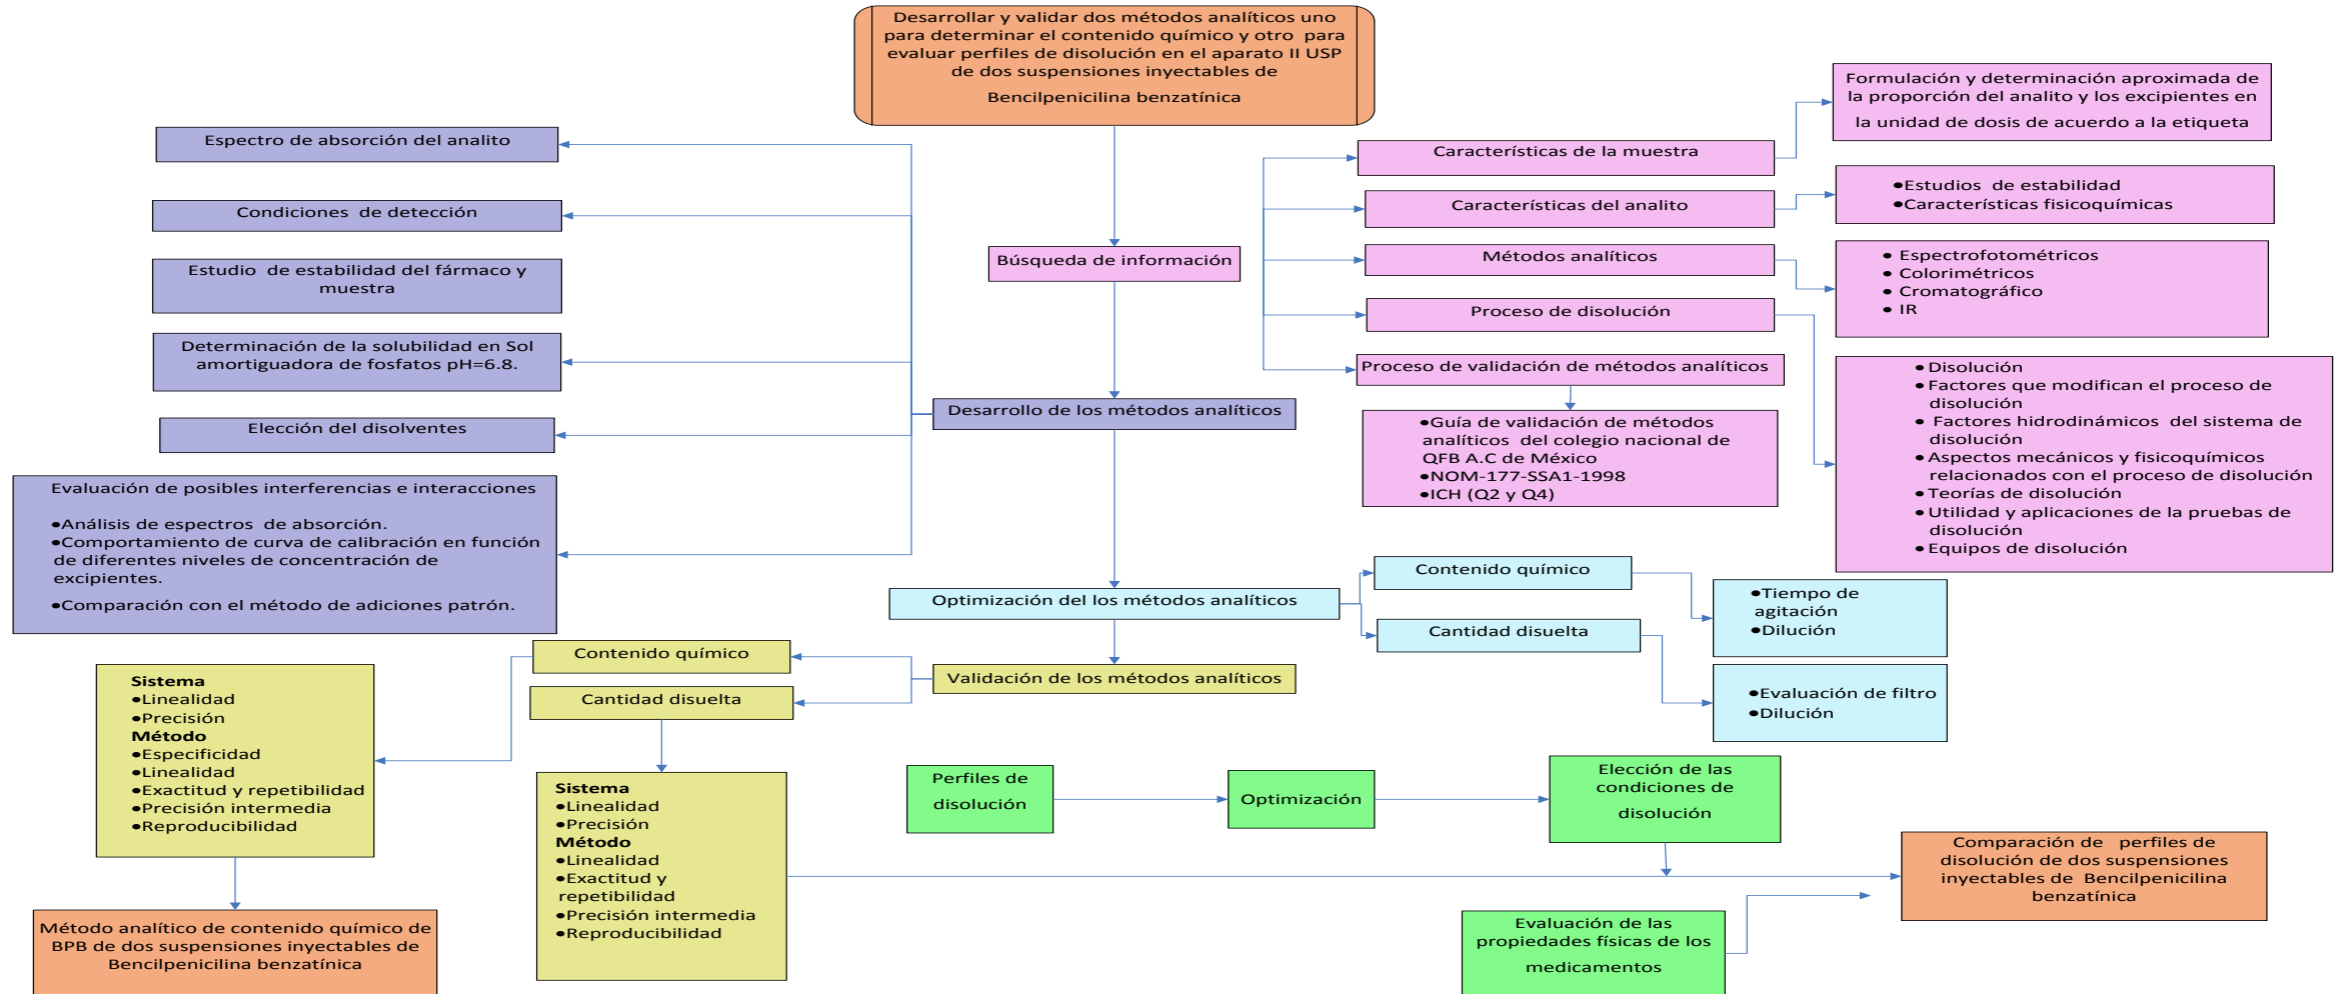 Desarrollar y validar dos métodos analíticos uno
para determinar el contenido químico y otro para
evaluar perfiles de disolución en el aparato II USP
de dos suspensiones inyectables de
Bencilpenicilina benzatínica
Búsqueda de información
Características de la muestra
Formulación y determinación aproximada de
la proporción del analito y los excipientes en
la unidad de dosis de acuerdo a la etiqueta
Características del analito
•Estudios de estabilidad
•Características fisicoquímicas
Métodos analíticos
• Espectrofotométricos
• Colorimétricos
• Cromatográfico
• IR
Proceso de disolución
• Disolución
• Factores que modifican el proceso de
disolución
• Factores hidrodinámicos del sistema de
disolución
• Aspectos mecánicos y fisicoquímicos
relacionados con el proceso de disolución
• Teorías de disolución
• Utilidad y aplicaciones de la pruebas de
disolución
• Equipos de disolución
Proceso de validación de métodos analíticos
•Guía de validación de métodos
analíticos del colegio nacional de
QFB A.C de México
•NOM-177-SSA1-1998
•ICH (Q2 y Q4)
Desarrollo de los métodos analíticos
Espectro de absorción del analito
Condiciones de detección
Estudio de estabilidad del fármaco y
muestra
Determinación de la solubilidad en Sol
amortiguadora de fosfatos pH=6.8.
Elección del disolventes
Evaluación de posibles interferencias e interacciones
•Análisis de espectros de absorción.
•Comportamiento de curva de calibración en función
de diferentes niveles de concentración de
excipientes.
•Comparación con el método de adiciones patrón.
Optimización del los métodos analíticos
Contenido químico
•Tiempo de
agitación
•Dilución
Cantidad disuelta
•Evaluación de filtro
•Dilución
Validación de los métodos analíticos
Contenido químico
Sistema
•Linealidad
•Precisión
Método
•Especificidad
•Linealidad
•Exactitud y repetibilidad
•Precisión intermedia
•Reproducibilidad
Método analítico de contenido químico de
BPB de dos suspensiones inyectables de
Bencilpenicilina benzatínica
Cantidad disuelta
Sistema
•Linealidad
•Precisión
Método
•Linealidad
•Exactitud y
repetibilidad
•Precisión intermedia
•Reproducibilidad
Perfiles de
disolución
Optimización
Elección de las
condiciones de
disolución
Evaluación de las
propiedades físicas de los
medicamentos
Comparación de perfiles de
disolución de dos suspensiones
inyectables de Bencilpenicilina
benzatínica